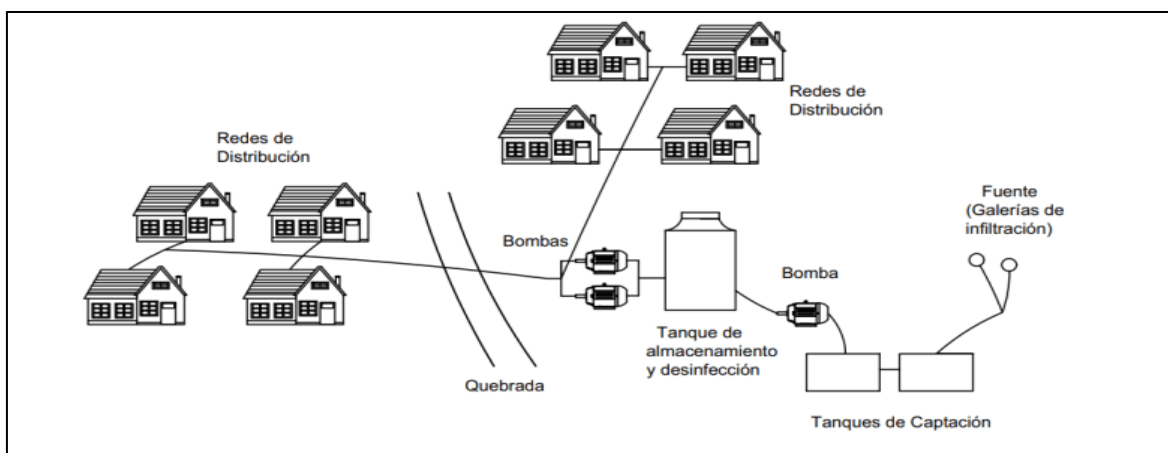 Redes de
Distribución
Redes de
Distribución
Fuente
(Galerías de
infiltración)
Bombas
Bomba
Tanque de
almacenamiento
y desinfección
Quebrada
Tanques de Captación